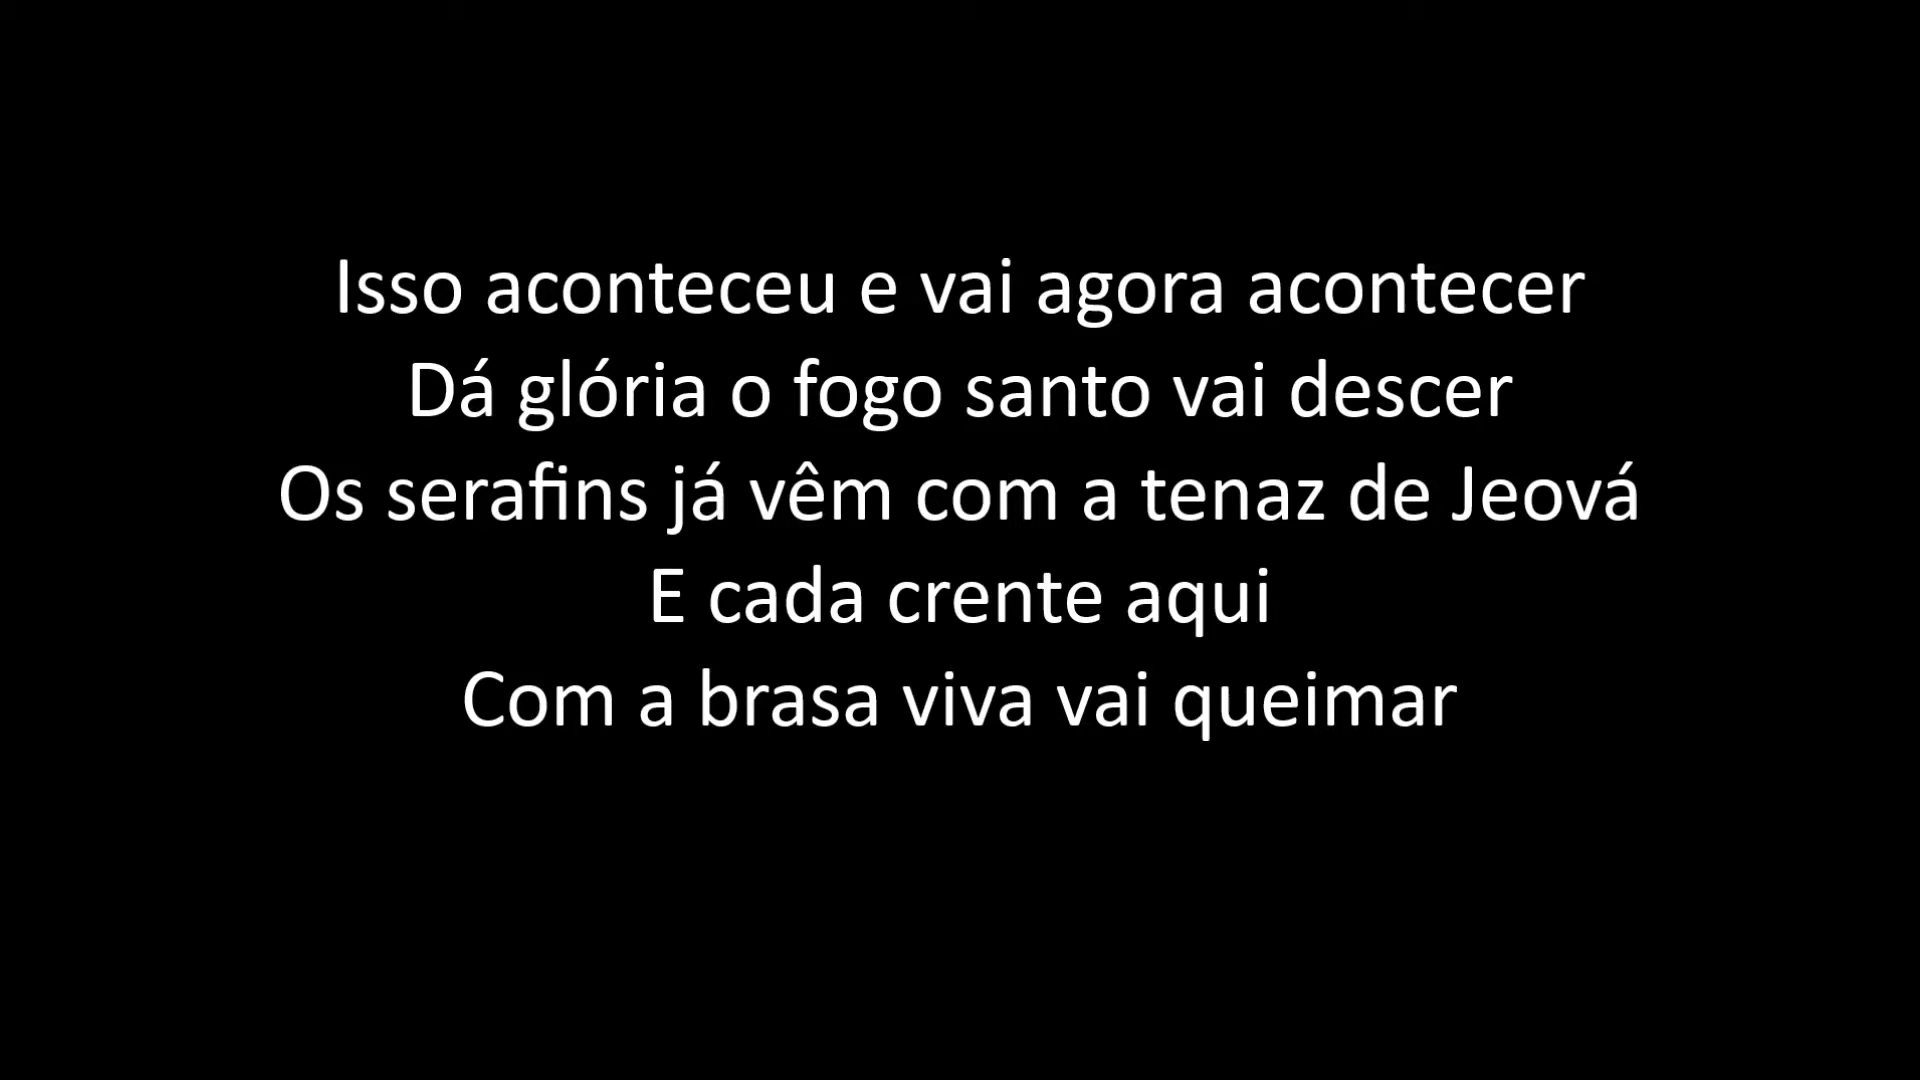 Isso aconteceu e vai agora acontecer
Dá glória o fogo santo vai descer
Os serafins já vêm com a tenaz de Jeová
E cada crente aqui
Com a brasa viva vai queimar